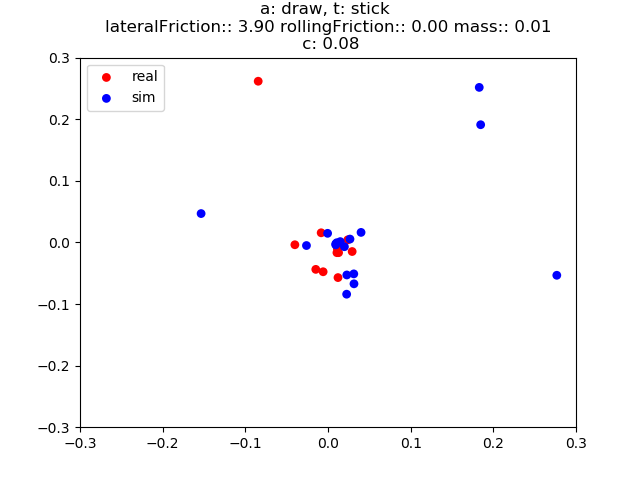 a: draw, t: stick
lateralFriction:: 3.90 rollingFriction:: 0.00 mass:: 0.01
c: 0.08
real
sim
0.3
0.2
0.1
0.0
−0.1
−0.2
−0.3
−0.3 −0.2 −0.1 0.0 0.1 0.2 0.3